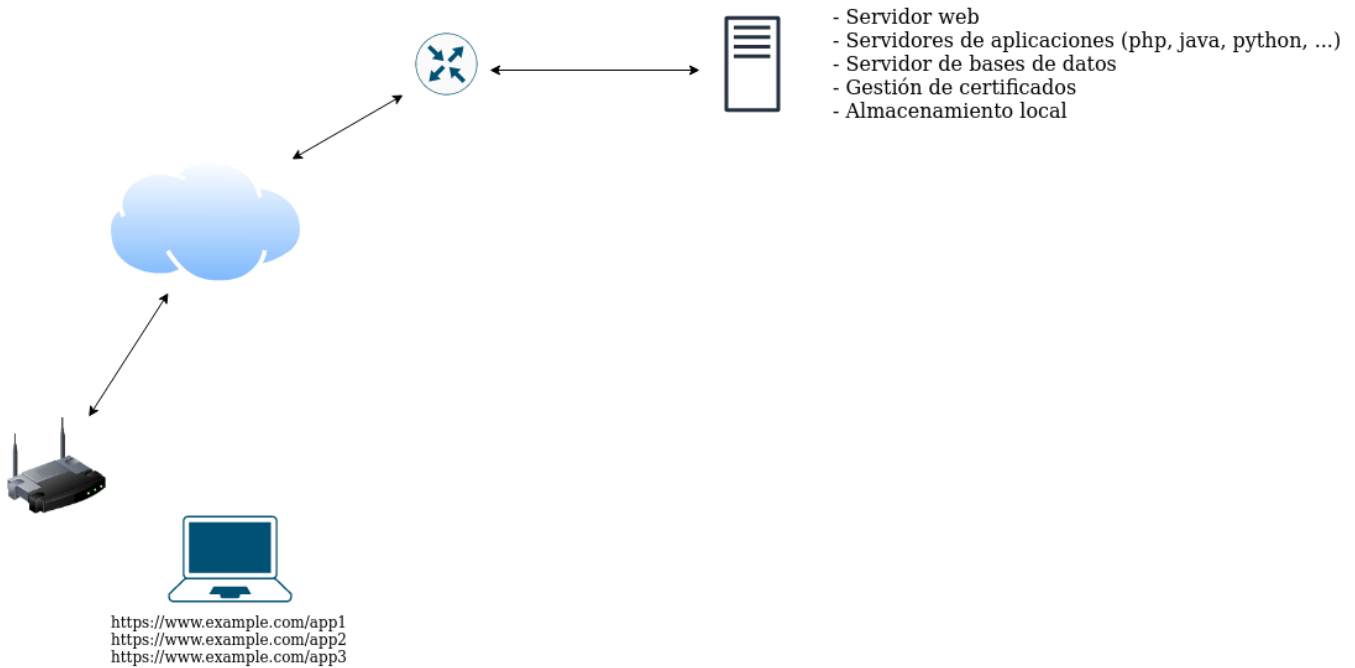 - Servidor web
- Servidores de aplicaciones (php, java, python, ...)
- Servidor de bases de datos
- Gestión de certificados
- Almacenamiento local
https://www.example.com/app1
https://www.example.com/app2
https://www.example.com/app3